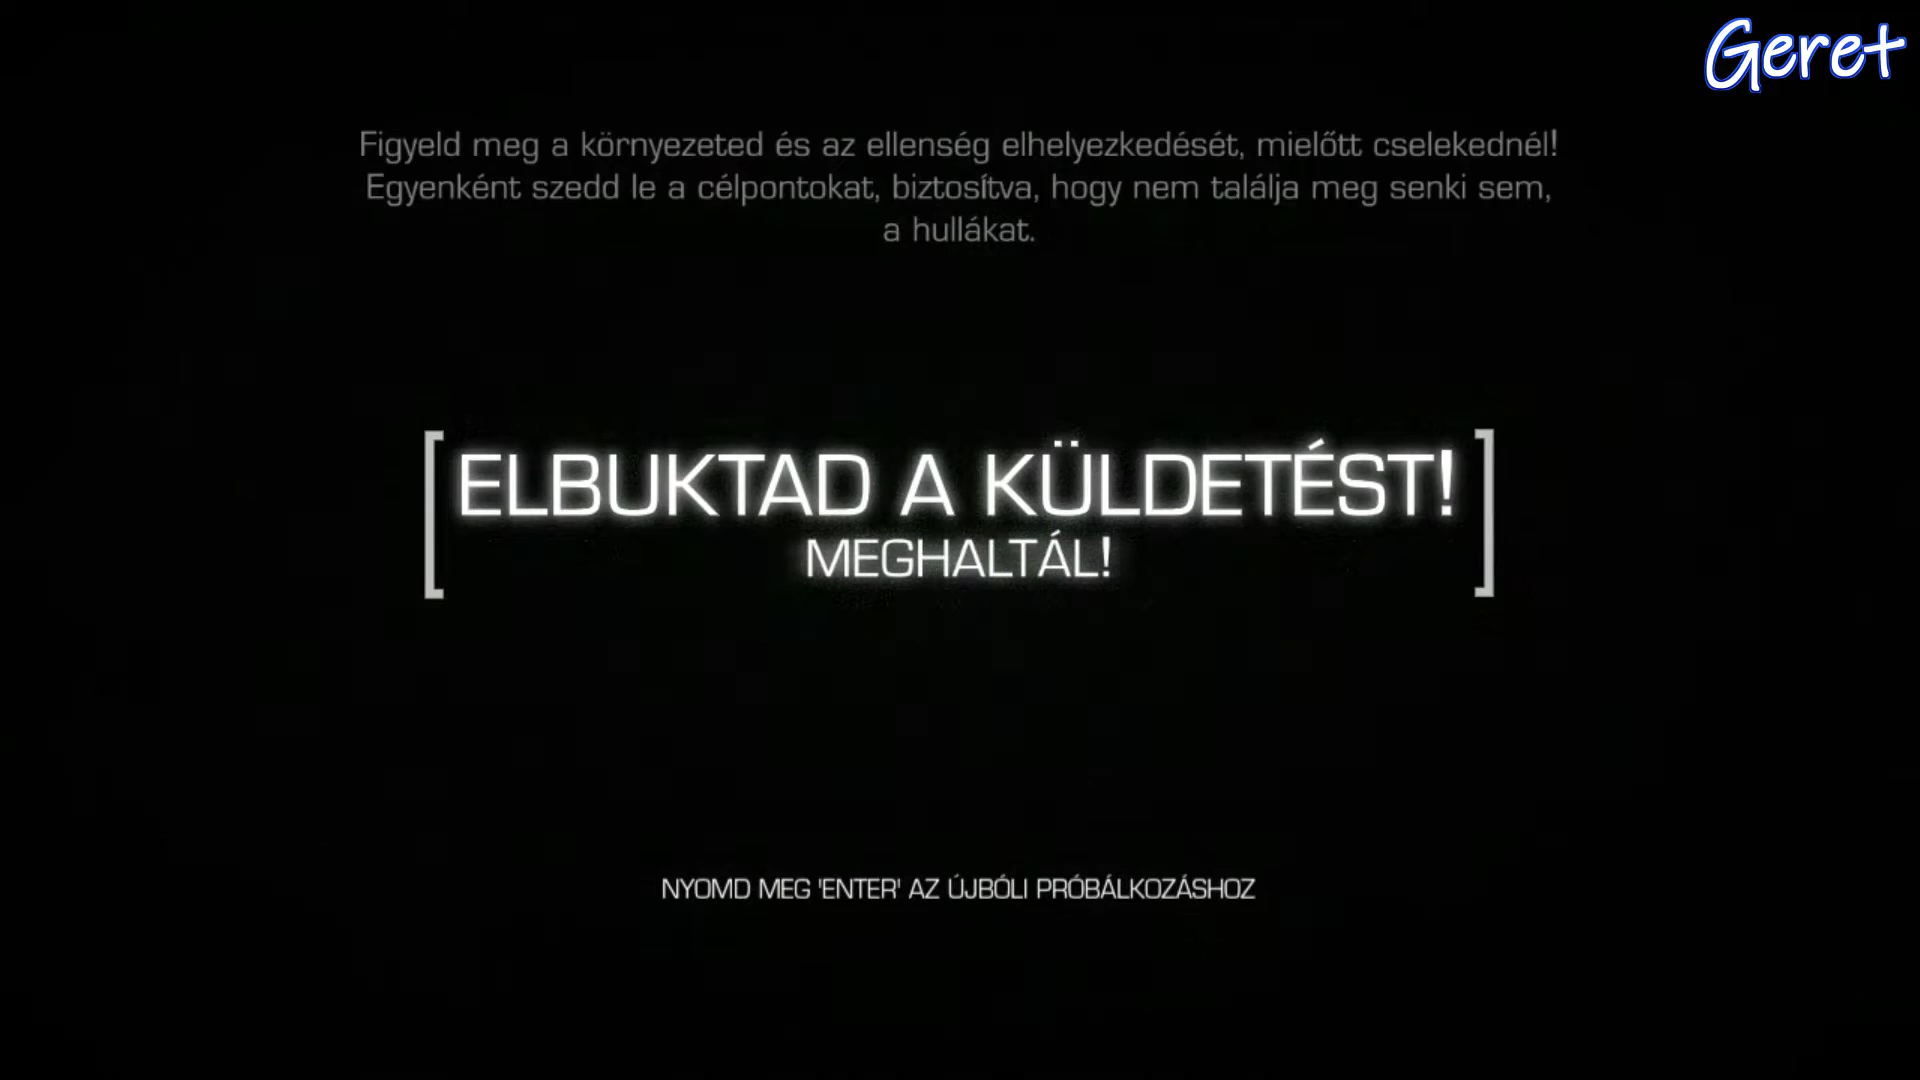 Geret
Figyeld meg a környezeted és az ellenség elhelyezkedését, mielőtt cselekednél!
Egyenként szedd le a célpontokat, biztosítva, hogy nem találja meg senki sem,
a hullákat.
ELBUKTAD A KÜLDETÉST!
MEGHALTÁL!
NYOMD MEG 'ENTER' AZ ÚJBÓLI PRÓBÁLKOZÁSHOZ